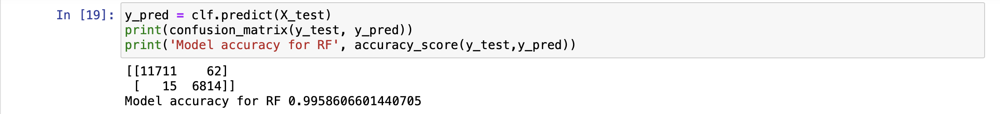 In [19]: y_pred = clf.predict(X_test)
print(confusion_matrix(y_test, y_pred))
print('Model accuracy for RF', accuracy_score(y_test,y_pred))
[[11711    62]
 [   15  6814]]
Model accuracy for RF 0.9958606601440705